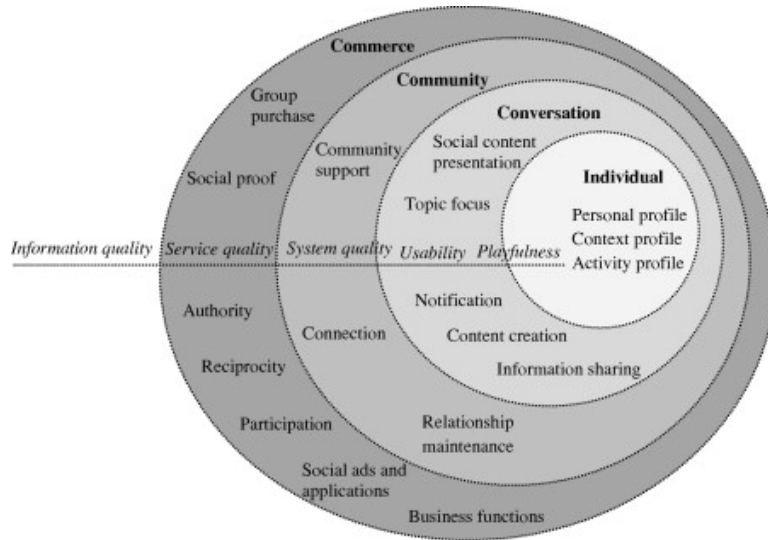 Commerce
Community
Group
purchase
Conversation
Social content
presentation
Community
support
Individual
Social proof
Topic focus
Personal profile
Context profile
Activity profile
Information quality Service quality System quality Usability Playfulness
Notification
Authority
Connection
Content creation
Reciprocity
Information sharing
Participation
Relationship
maintenance
Social ads and
applications
Business functions